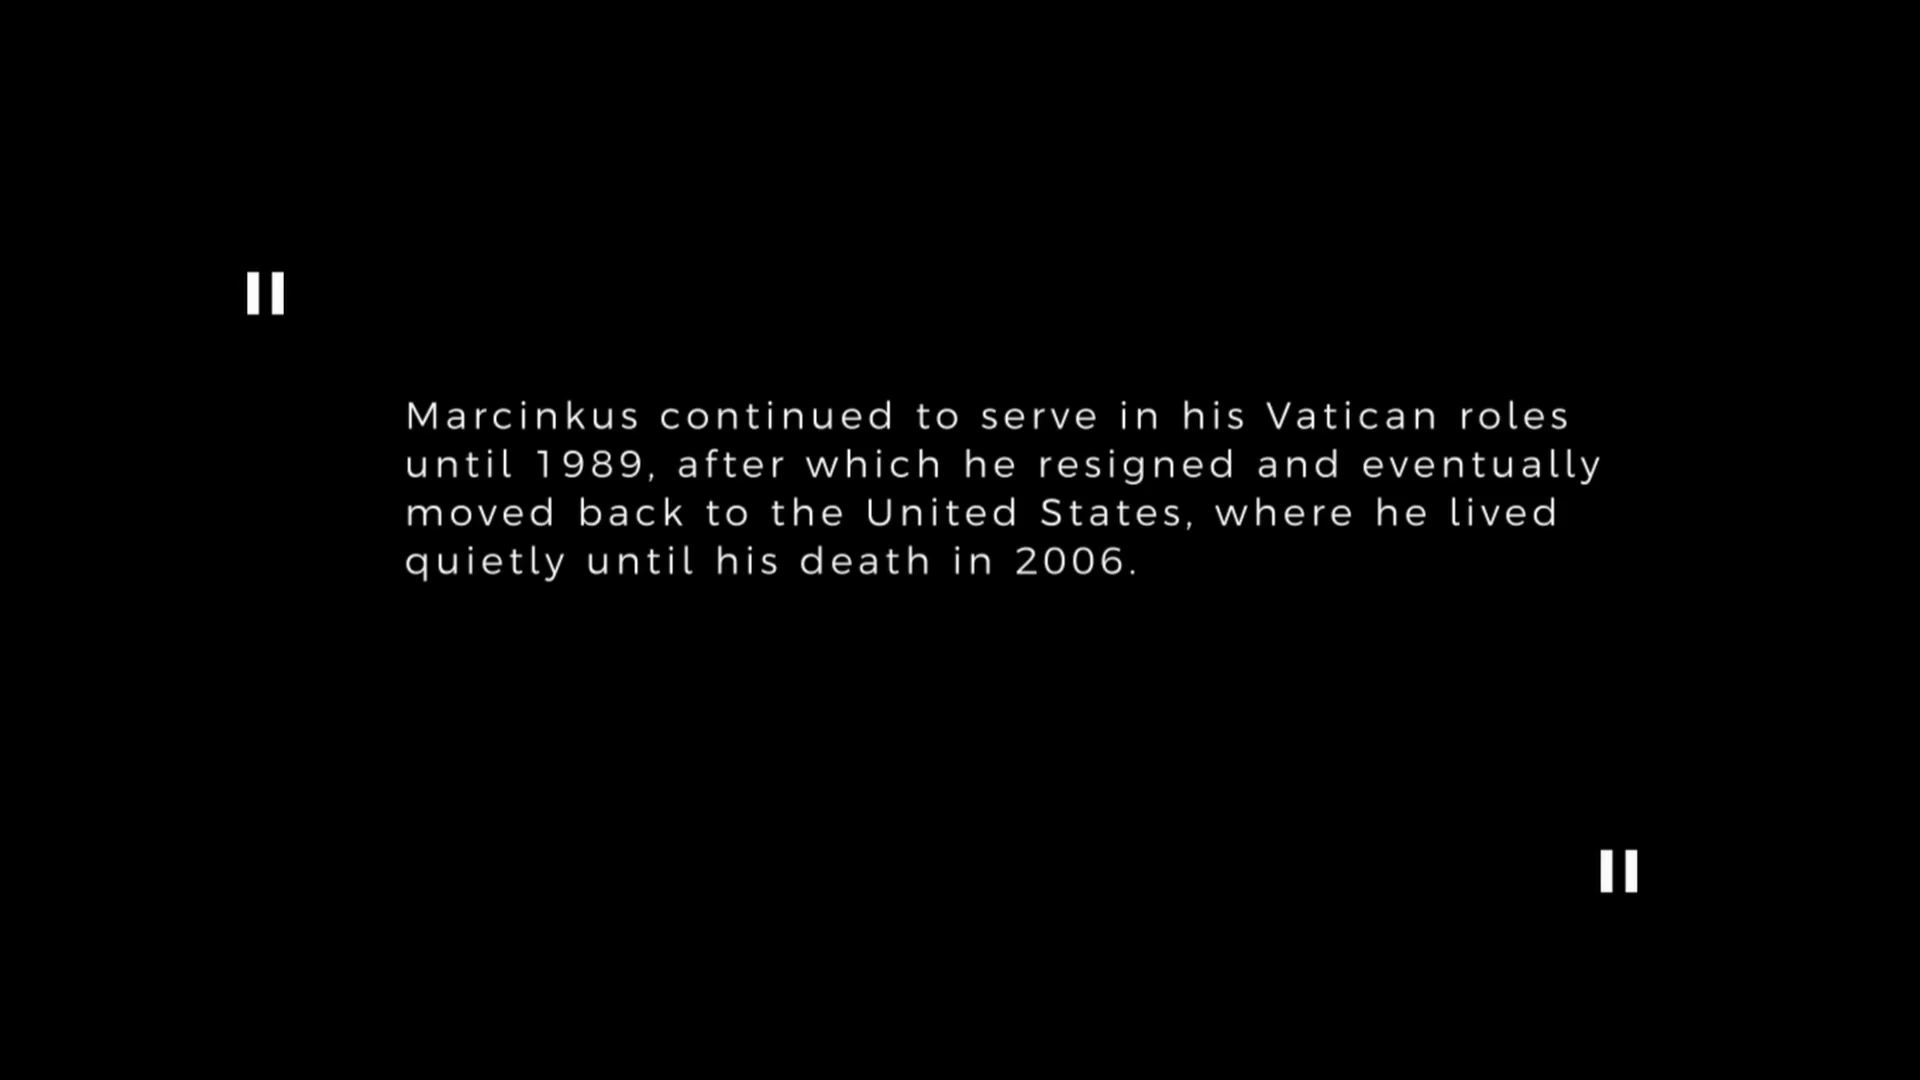 "
Marcinkus continued to serve in his Vatican roles
until 1989, after which he resigned and eventually
moved back to the United States, where he lived
quietly until his death in 2006.
"